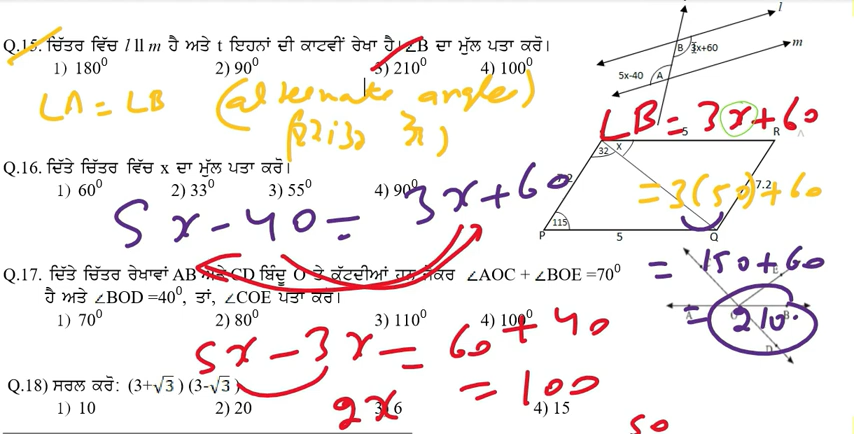 Q.15. ਚਿੱਤਰ ਵਿੱਚ l ll m ਹੈ ਅਤੇ t ਇਹਨਾਂ ਦੀ ਕਾਟਵੀਂ ਰੇਖਾ ਹੈ। ∠B ਦਾ ਮੁੱਲ ਪਤਾ ਕਰੋ।
1) 180⁰ 2) 90⁰ 3) 210⁰ 4) 100⁰
l
m
B 3x+60
5x-40 A
∠A = ∠B (alternate angles)
∠B = 3x+60
Q.16. ਦਿੱਤੇ ਚਿੱਤਰ ਵਿੱਚ x ਦਾ ਮੁੱਲ ਪਤਾ ਕਰੋ।
1) 60⁰ 2) 33⁰ 3) 55⁰ 4) 90⁰
5 R
32 X
7.2 7.2
115
P 5 Q
5x-40= 3x+60
= 3(50)+60
Q.17. ਦਿੱਤੇ ਚਿੱਤਰ ਰੇਖਾਵਾਂ AB ਅਤੇ CD ਬਿੰਦੂ O ਤੇ ਕੱਟਦੀਆਂ ਹਨ ਜੇਕਰ ∠AOC + ∠BOE =70⁰
ਹੈ ਅਤੇ ∠BOD =40⁰, ਤਾਂ, ∠COE ਪਤਾ ਕਰੋ।
1) 70⁰ 2) 80⁰ 3) 110⁰ 4) 100⁰
= 150+60
= 210°
E
A O B
D
5x-3x= 60+40
2x = 100
Q.18) ਸਰਲ ਕਰੋ: (3+√3 ) (3-√3 )
1) 10 2) 20 3) 6 4) 15
50